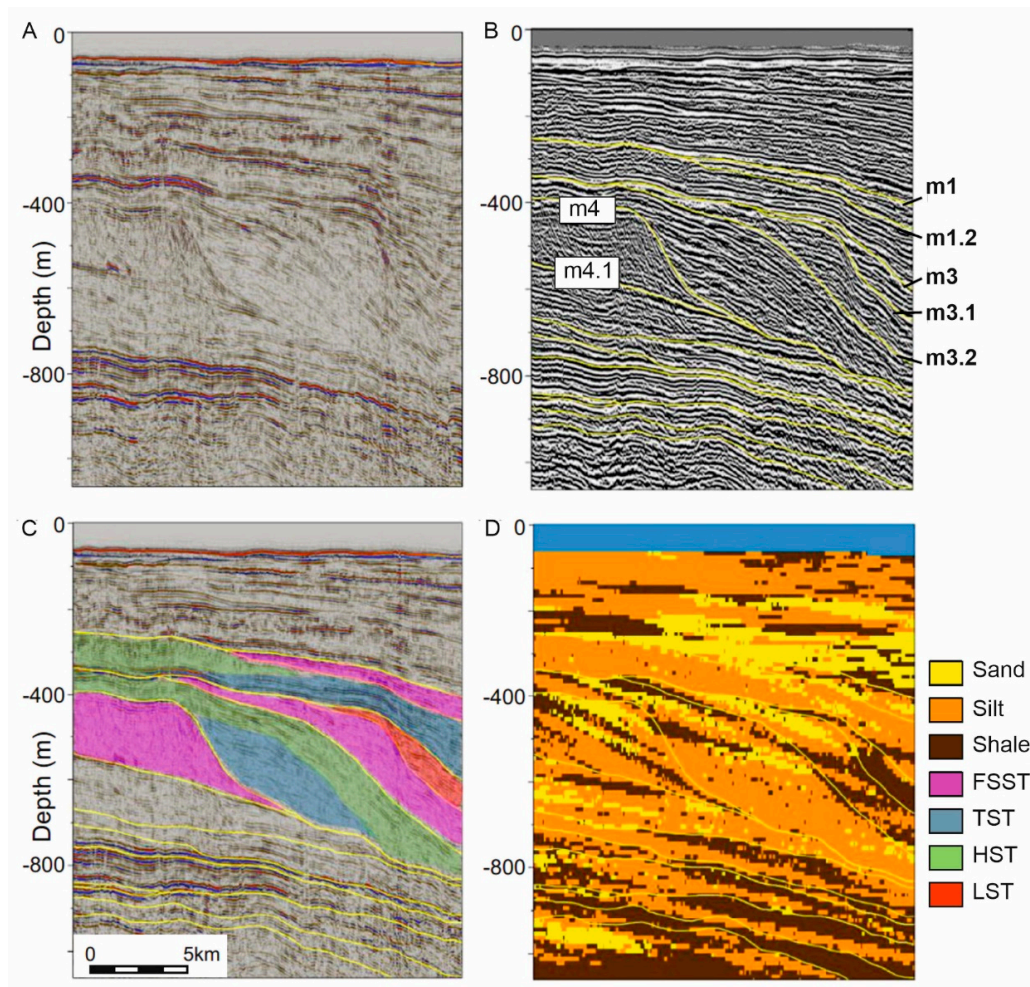 A
0
-400
-800
Depth (m)
B
0
-400
-800
m4
m4.1
m1
m1.2
m3
m3.1
m3.2
C
0
-400
-800
Depth (m)
0 5km
D
0
-400
-800
Sand
Silt
Shale
FSST
TST
HST
LST